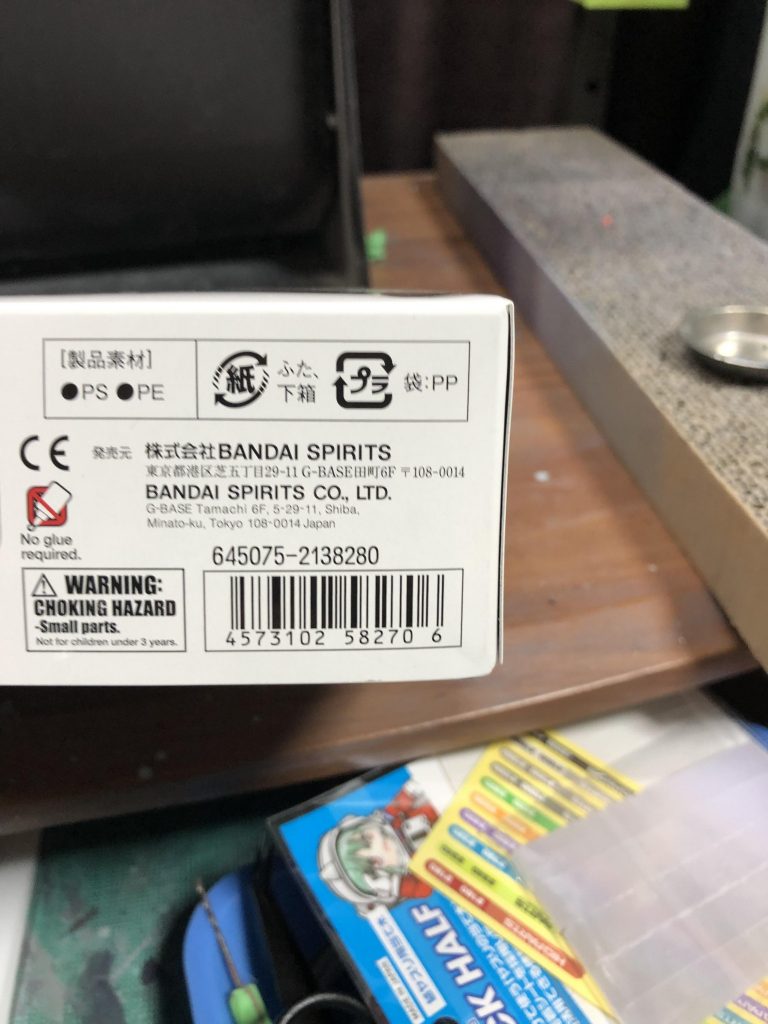 [製品素材]
●PS ●PE
紙
ふた、
下箱
プラ
袋:PP
CE
発売元 株式会社BANDAI SPIRITS
東京都港区芝五丁目29-11 G-BASE田町6F 〒108-0014
BANDAI SPIRITS CO., LTD.
G-BASE Tamachi 6F, 5-29-11, Shiba,
Minato-ku, Tokyo 108-0014 Japan
No glue
required.
645075-2138280
WARNING:
CHOKING HAZARD
-Small parts.
Not for children under 3 years.
4573102 58270 6
HALF